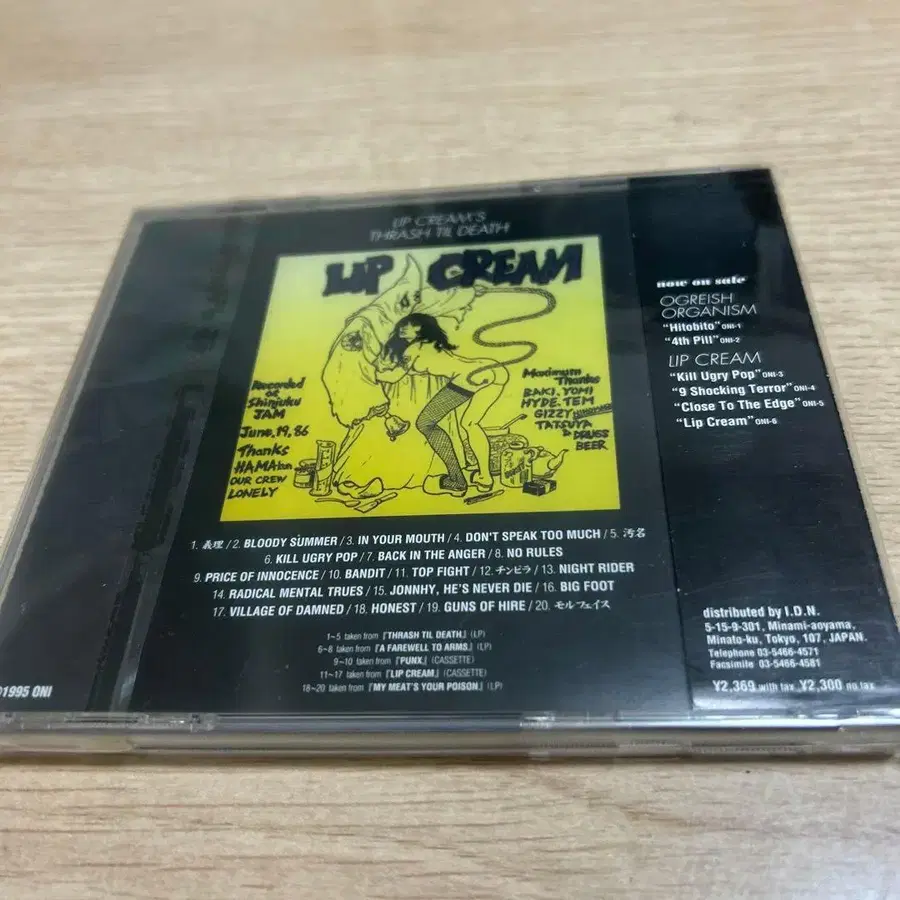 LIP CREAM'S
THRASH TIL DEATH
LIP CREAM
Recorded
at
Shinjuku
JAM
June, 19, 86
Thanks
HAMA
OUR CREW
LONELY
Maximum
Thanks
BAKI, YOMI
HYDE, TEM
GIZZY
TATSUYA
& DRUGS
BEER
1. 義理 / 2. BLOODY SUMMER / 3. IN YOUR MOUTH / 4. DON'T SPEAK TOO MUCH / 5. 汚名
6. KILL UGRY POP / 7. BACK IN THE ANGER / 8. NO RULES
9. PRICE OF INNOCENCE / 10. BANDIT / 11. TOP FIGHT / 12. チンピラ / 13. NIGHT RIDER
14. RADICAL MENTAL TRUES / 15. JONNHY, HE'S NEVER DIE / 16. BIG FOOT
17. VILLAGE OF DAMNED / 18. HONEST / 19. GUNS OF HIRE / 20. モルフェイス
1~5 taken from『THRASH TIL DEATH』(LP)
6~8 taken from『A FAREWELL TO ARMS』(LP)
9~10 taken from『PUNX』(CASSETTE)
11~17 taken from『LIP CREAM』(CASSETTE)
18~20 taken from『MY MEAT'S YOUR POISON』(LP)
1995 ONI
now on sale
OGREISH
ORGANISM
"Hitobito" ONI-1
"4th Pill" ONI-2
LIP CREAM
"Kill Ugry Pop" ONI-3
"9 Shocking Terror" ONI-4
"Close To The Edge" ONI-5
"Lip Cream" ONI-6
distributed by I.D.N.
5-15-9-301, Minami-aoyama,
Minato-ku, Tokyo, 107, JAPAN.
Telephone 03-5466-4571
Facsimile 03-5466-4581
¥2,369 with tax ¥2,300 no tax